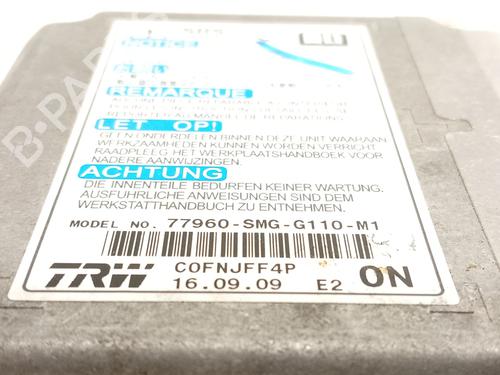 NOTICE
REMARQUE
LET OP!
GEEN ONDERDELEN BINNEN DEZE UNIT WAARAAN
WERKZAAMHEDEN KUNNEN WORDEN VERRICHT
RAADPLEEG HET WERKPLAATSHANDBOEK VOOR
NADERE AANWIJZINGEN.
ACHTUNG
DIE INNENTEILE BEDURFEN KEINER WARTUNG.
AUSFUHRLICHE ANWEISUNGEN SIND DEM
WERKSTATTHANDBUCH ZU ENTNEHMEN.
MODEL NO. 77960-SMG-G110-M1
TRW
C0FNJFF4P
16.09.09 E2 ON
B-PARTS